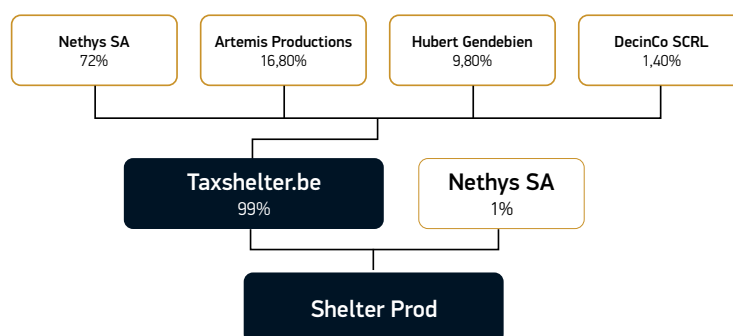 Nethys SA
72%
Artemis Productions
16,80%
Hubert Gendebien
9,80%
DecinCo SCRL
1,40%
Taxshelter.be
99%
Nethys SA
1%
Shelter Prod